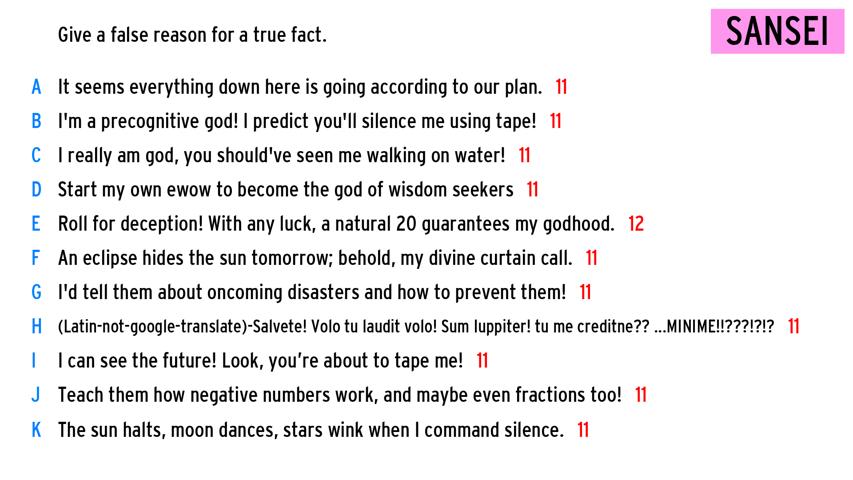 Give a false reason for a true fact.
SANSEI
A It seems everything down here is going according to our plan. 11
B I'm a precognitive god! I predict you'll silence me using tape! 11
C I really am god, you should've seen me walking on water! 11
D Start my own ewow to become the god of wisdom seekers 11
E Roll for deception! With any luck, a natural 20 guarantees my godhood. 12
F An eclipse hides the sun tomorrow; behold, my divine curtain call. 11
G I'd tell them about oncoming disasters and how to prevent them! 11
H (Latin-not-google-translate)-Salvete! Volo tu laudit volo! Sum Iuppiter! tu me creditne?? ...MINIME!!???!?!? 11
I I can see the future! Look, you’re about to tape me! 11
J Teach them how negative numbers work, and maybe even fractions too! 11
K The sun halts, moon dances, stars wink when I command silence. 11